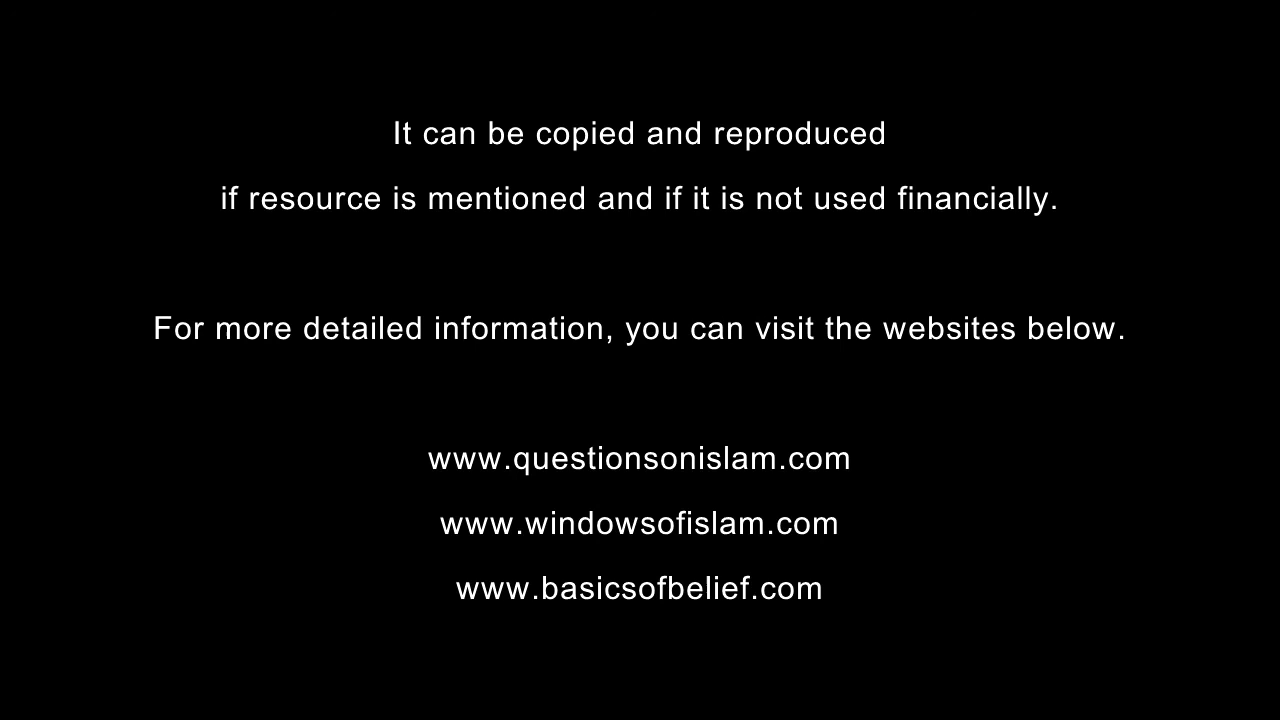 It can be copied and reproduced
if resource is mentioned and if it is not used financially.
For more detailed information, you can visit the websites below.
www.questionsonislam.com
www.windowsofislam.com
www.basicsofbelief.com